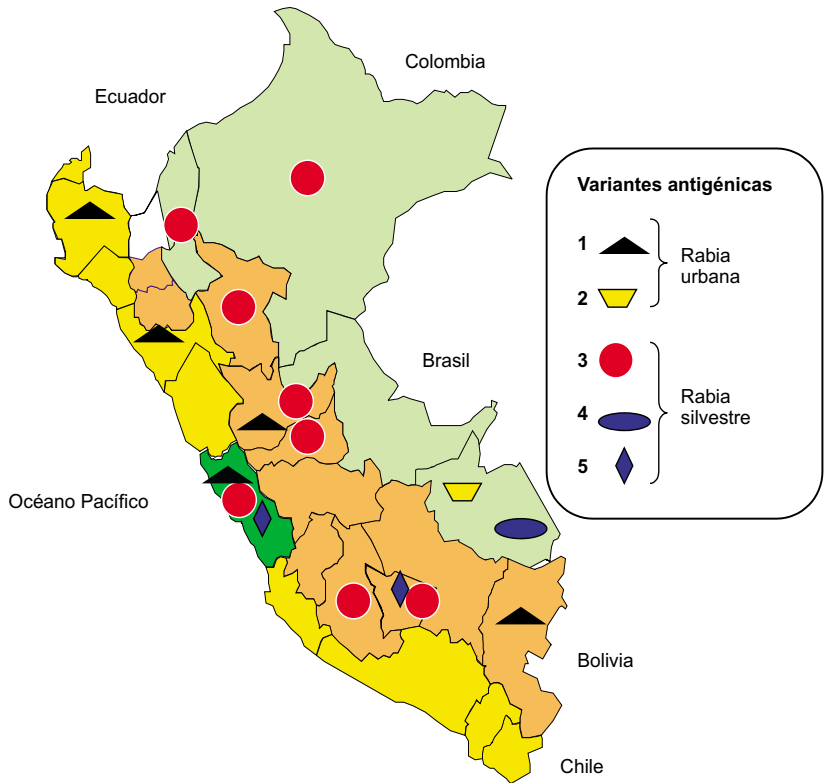 Colombia
Ecuador
Brasil
Océano Pacífico
Bolivia
Chile
Variantes antigénicas
1
2
Rabia
urbana
3
4
5
Rabia
silvestre